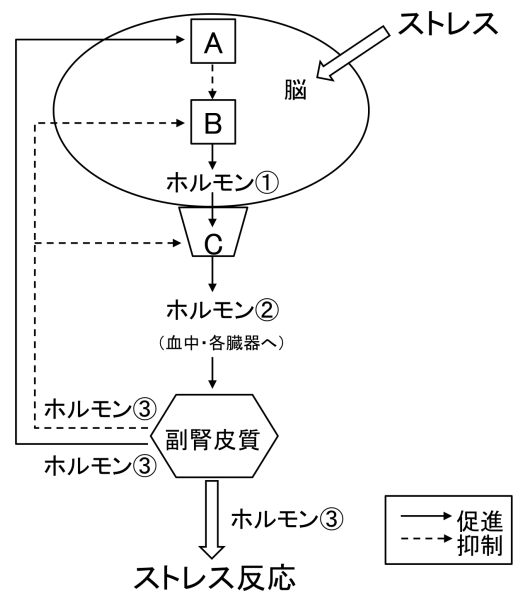 ストレス
A
脳
B
ホルモン①
C
ホルモン②
(血中・各臓器へ)
ホルモン③
副腎皮質
ホルモン③
ホルモン③
ストレス反応
促進
抑制